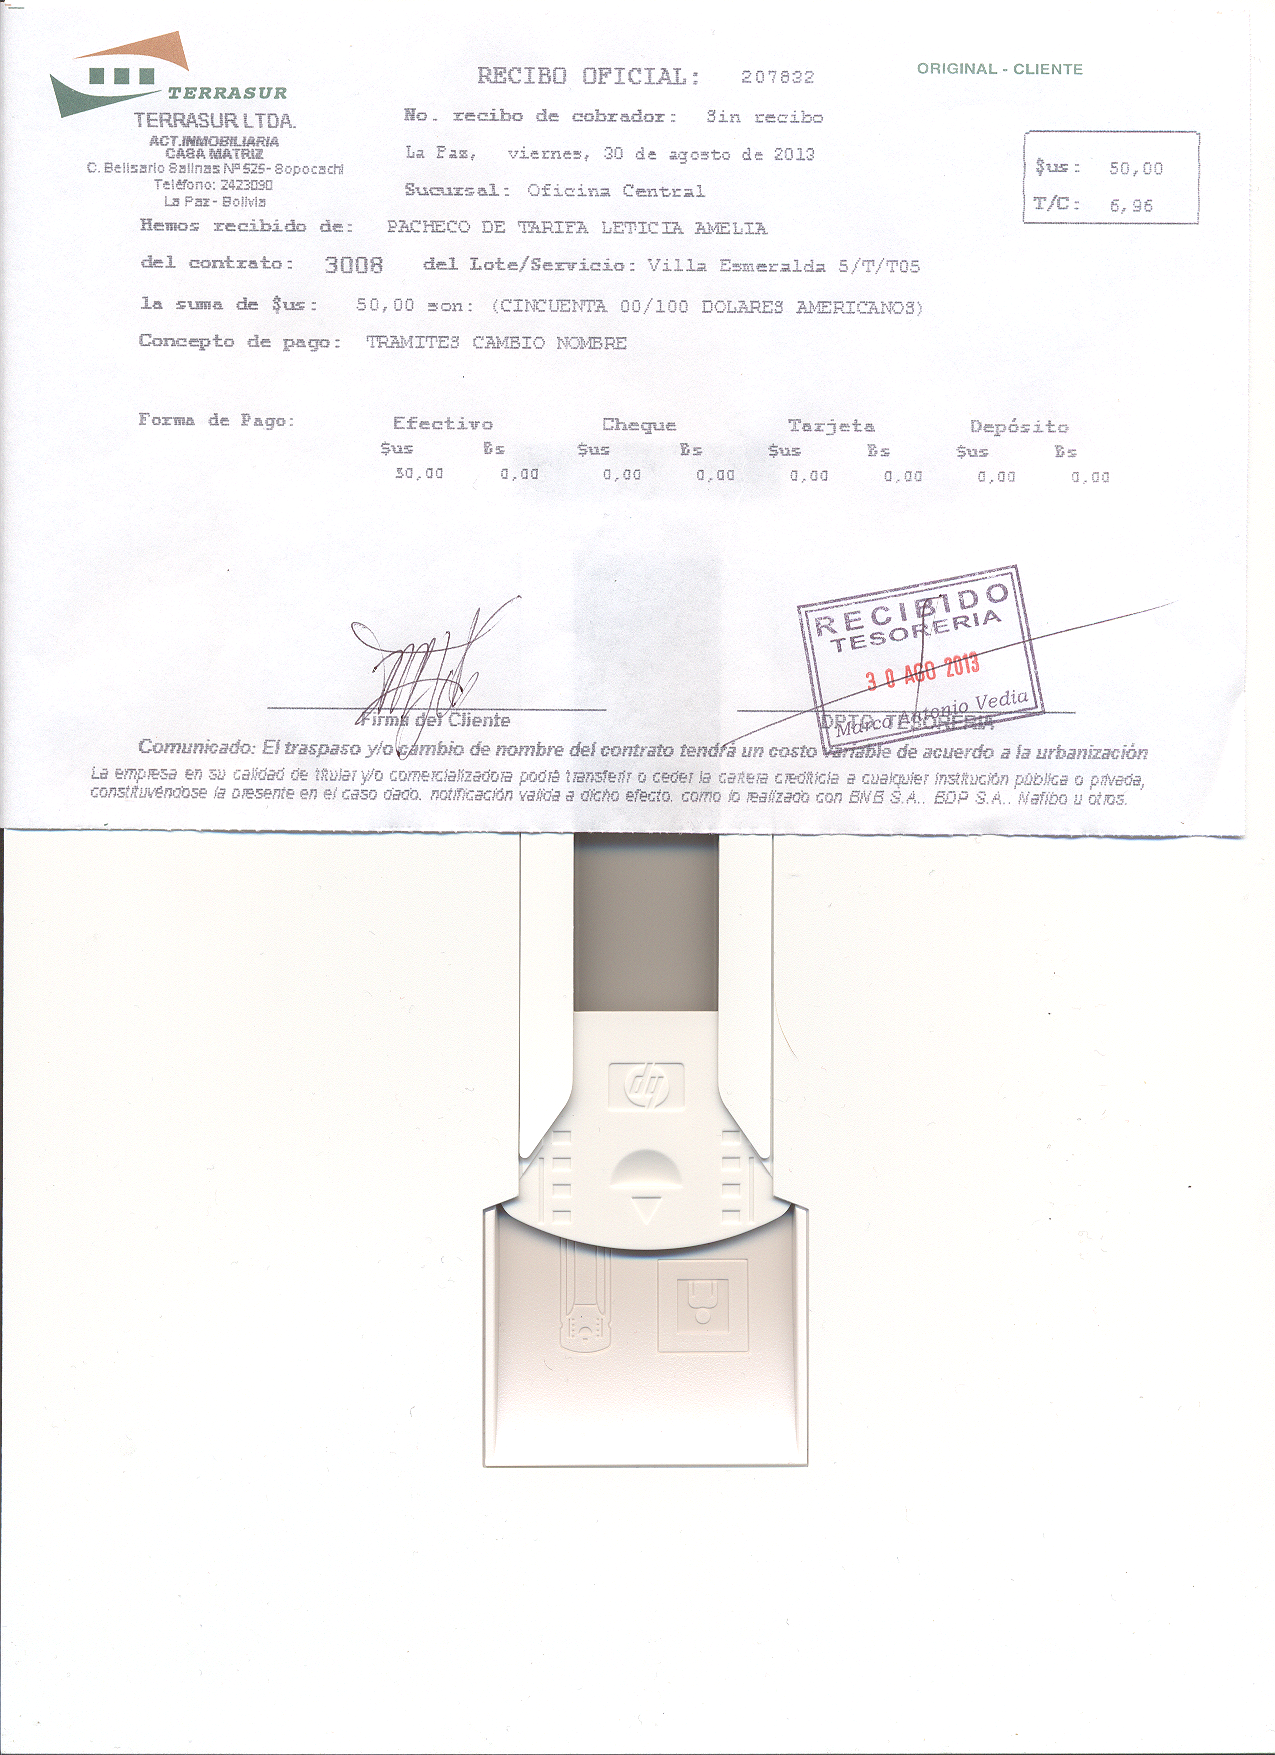 TERRASUR
TERRASUR LTDA.
ACT.INMOBILIARIA
CASA MATRIZ
C. Belisario Salinas Nº 525 - Sopocachi
Teléfono: 2423090
La Paz - Bolivia
RECIBO OFICIAL: 207832
ORIGINAL - CLIENTE
No. recibo de cobrador: Sin recibo
La Paz, viernes, 30 de agosto de 2013
Sucursal: Oficina Central
$us: 50,00
T/C: 6,96
Hemos recibido de: PACHECO DE TARIFA LETICIA AMELIA
del contrato: 3008 del Lote/Servicio: Villa Esmeralda 5/T/T05
la suma de $us: 50,00 son: (CINCUENTA 00/100 DOLARES AMERICANOS)
Concepto de pago: TRAMITES CAMBIO NOMBRE
Forma de Pago: Efectivo Cheque Tarjeta Depósito
$us Bs $us Bs $us Bs $us Bs
50,00 0,00 0,00 0,00 0,00 0,00 0,00 0,00
RECIBIDO
TESORERIA
30 AGO 2013
Marco Antonio Vedia
Firma del Cliente DPTO. TESORERIA
Comunicado: El traspaso y/o cambio de nombre del contrato tendrá un costo variable de acuerdo a la urbanización
La empresa en su calidad de titular y/o comercializadora podrá transferir o ceder la cartera crediticia a cualquier institución pública o privada,
constituyéndose la presente en el caso dado, notificación valida a dicho efecto, como lo realizado con BNB S.A., BDP S.A., Nafibo u otros.
hp